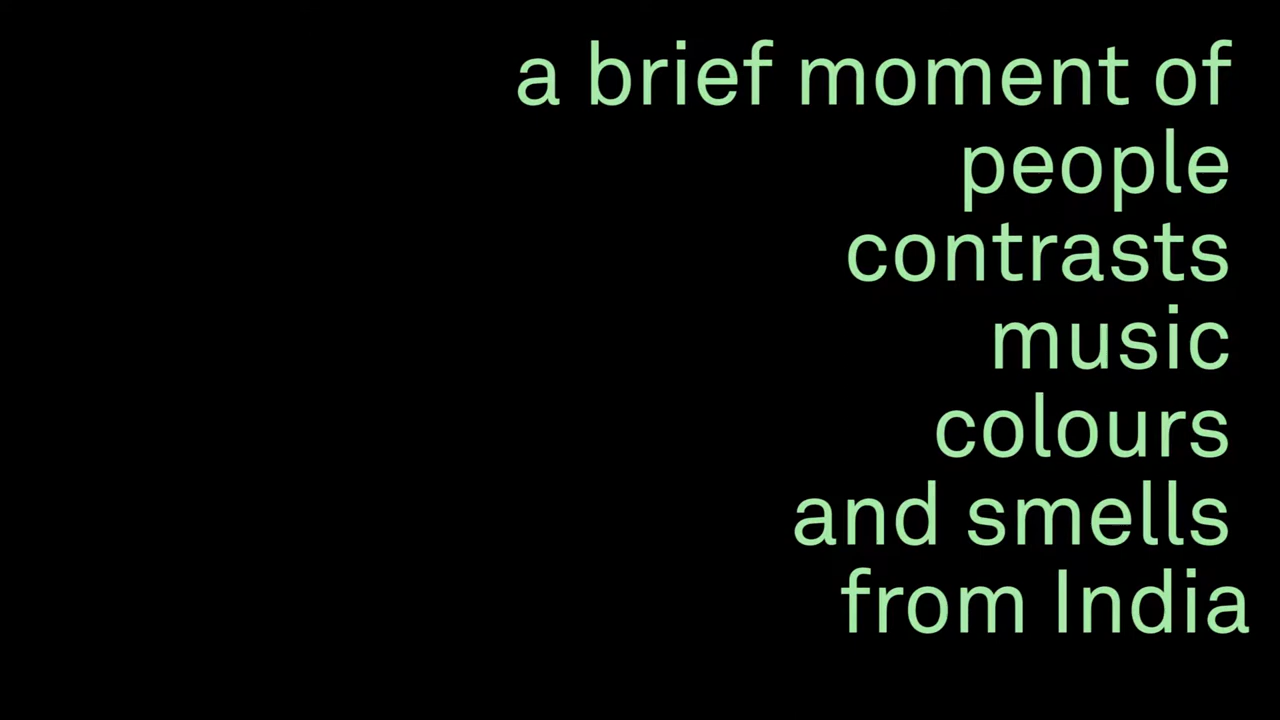 a brief moment of
people
contrasts
music
colours
and smells
from India